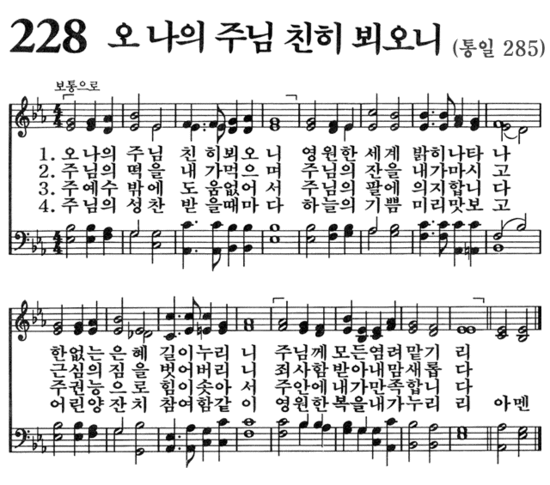 228 오 나의 주님 친히 뵈오니 (통일 285)
보통으로
1. 오 나의 주님 친 히뵈오 니 영원한 세계 밝히나타 나
2. 주님의 떡을 내 가먹으 며 주님의 잔을 내가마시 고
3. 주예수 밖에 도 움없어 서 주님의 팔에 의지합니 다
4. 주님의 성찬 받 을때마 다 하늘의 기쁨 미리맛보 고
한없는 은혜 길이누리 니 주님께 모든염려 맡기 리
근심의 짐을 벗어버리 니 죄사함 받아내맘새롭 다
주권능 으로 힘이솟아 서 주안에 내가만족합니 다
어린양 잔치 참여함같 이 영원한 복을내가누리 리 아멘